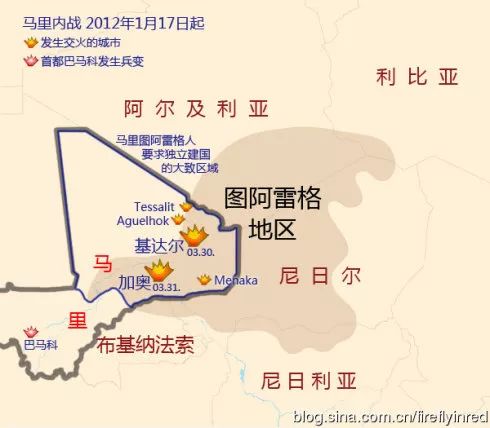 马里内战 2012年1月17日起
发生交火的城市
首都巴马科发生兵变
利比亚
阿尔及利亚
马里图阿雷格人
要求独立建国
的大致区域
图阿雷格
地区
Tessalit
Aguelhok
基达尔
03.30.
马
加奥
03.31.
Menaka
尼日尔
里
巴马科
布基纳法索
尼日利亚
blog.sina.com.cn/fireflyinred